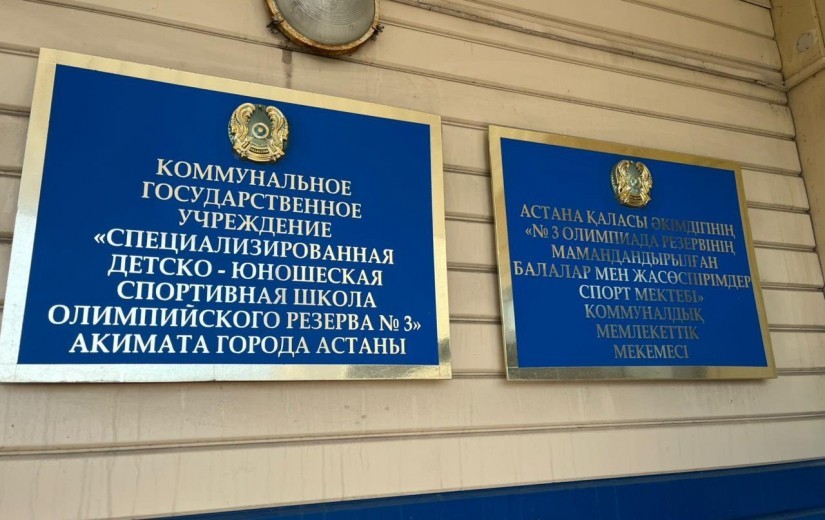 КОММУНАЛЬНОЕ
ГОСУДАРСТВЕННОЕ
УЧРЕЖДЕНИЕ
«СПЕЦИАЛИЗИРОВАННАЯ
ДЕТСКО - ЮНОШЕСКАЯ
СПОРТИВНАЯ ШКОЛА
ОЛИМПИЙСКОГО РЕЗЕРВА № 3»
АКИМАТА ГОРОДА АСТАНЫ
АСТАНА ҚАЛАСЫ ӘКІМДІГІНІҢ
«№ 3 ОЛИМПИАДА РЕЗЕРВІНІҢ
МАМАНДАНДЫРЫЛҒАН
БАЛАЛАР МЕН ЖАСӨСПІРІМДЕР
СПОРТ МЕКТЕБІ»
КОММУНАЛДЫҚ
МЕМЛЕКЕТТІК
МЕКЕМЕСІ